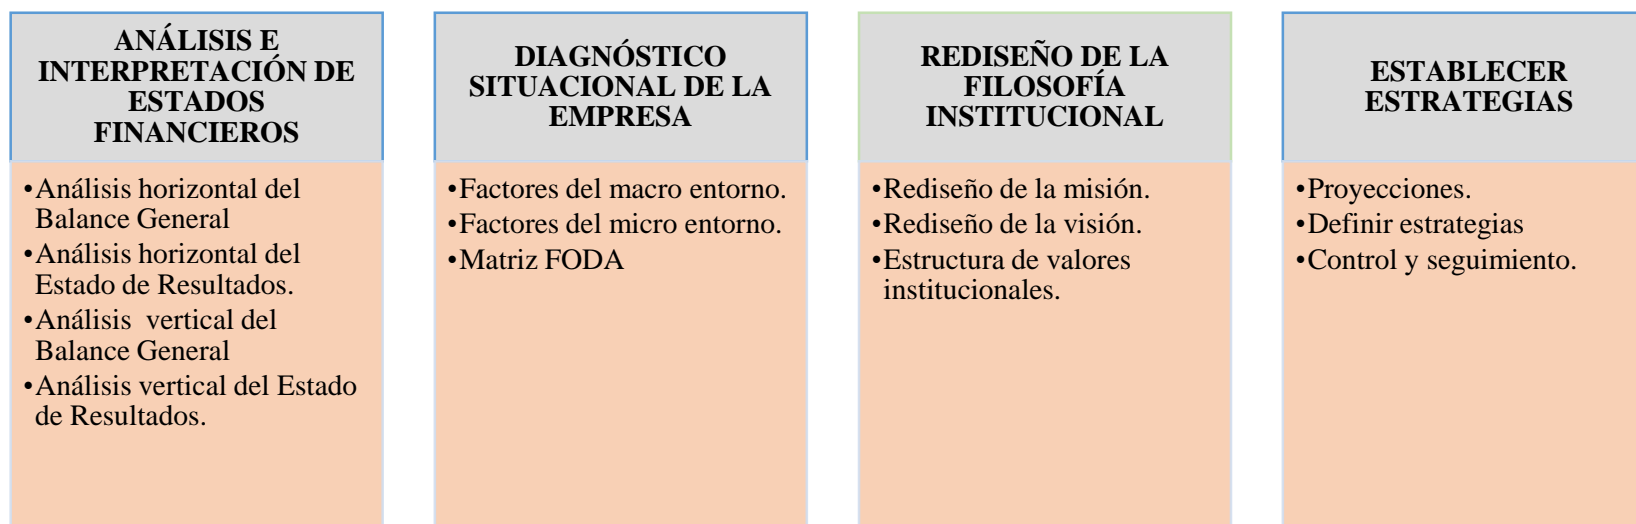 ANÁLISIS E
INTERPRETACIÓN DE
ESTADOS
FINANCIEROS
•Análisis horizontal del
Balance General
•Análisis horizontal del
Estado de Resultados.
•Análisis  vertical del
Balance General
•Análisis vertical del Estado
de Resultados.
DIAGNÓSTICO
SITUACIONAL DE LA
EMPRESA
•Factores del macro entorno.
•Factores del micro entorno.
•Matriz FODA
REDISEÑO DE LA
FILOSOFÍA
INSTITUCIONAL
•Rediseño de la misión.
•Rediseño de la visión.
•Estructura de valores
institucionales.
ESTABLECER
ESTRATEGIAS
•Proyecciones.
•Definir estrategias
•Control y seguimiento.